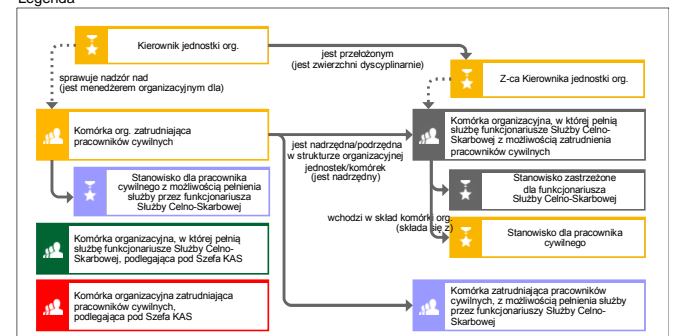 Legenda
Kierownik jednostki org.
jest przełożonym
(jest zwierzchni dyscyplinarnie)
sprawuje nadzór nad
(jest menedżerem organizacyjnym dla)
Z-ca Kierownika jednostki org.
Komórka org. zatrudniająca
pracowników cywilnych
jest nadrzędna/podrzędna
w strukturze organizacyjnej
jednostek/komórek
(jest nadrzędny)
Komórka organizacyjna, w której pełnią
służbę funkcjonariusze Służby Celno-
Skarbowej z możliwością zatrudnienia
pracowników cywilnych
Stanowisko dla pracownika
cywilnego z możliwością pełnienia
służby przez funkcjonariusza
Służby Celno-Skarbowej
Stanowisko zastrzeżone
dla funkcjonariusza
Służby Celno-Skarbowej
wchodzi w skład komórki org.
(składa się z)
Stanowisko dla pracownika
cywilnego
Komórka organizacyjna, w której pełnią
służbę funkcjonariusze Służby Celno-
Skarbowej, podlegająca pod Szefa KAS
Komórka organizacyjna zatrudniająca
pracowników cywilnych,
podlegająca pod Szefa KAS
Komórka zatrudniająca pracowników
cywilnych, z możliwością pełnienia służby
przez funkcjonariuszy Służby Celno-
Skarbowej